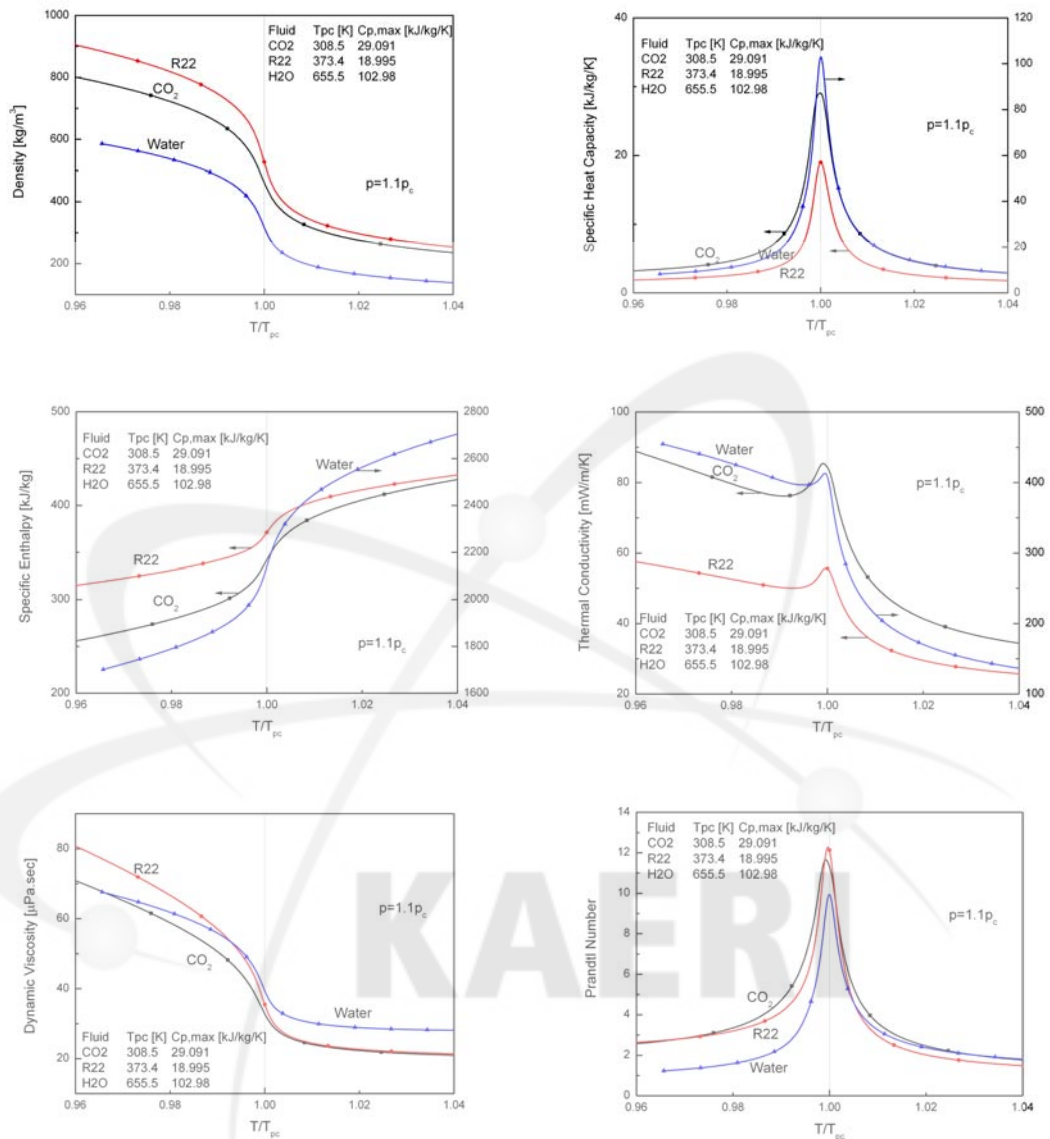 1000
800
600
400
200
Density [kg/m³]
Fluid Tpc [K] Cp,max [kJ/kg/K]
CO2 308.5 29.091
R22 373.4 18.995
H2O 655.5 102.98
R22
CO₂
Water
p=1.1p_c
0.96 0.98 1.00 1.02 1.04
T/T_pc
40
20
0
Specific Heat Capacity [kJ/kg/K]
120
100
80
60
40
20
0
Fluid Tpc [K] Cp,max [kJ/kg/K]
CO2 308.5 29.091
R22 373.4 18.995
H2O 655.5 102.98
p=1.1p_c
CO₂
Water
R22
0.96 0.98 1.00 1.02 1.04
T/T_pc
500
400
300
200
Specific Enthalpy [kJ/kg]
2800
2600
2400
2200
2000
1800
1600
Fluid Tpc [K] Cp,max [kJ/kg/K]
CO2 308.5 29.091
R22 373.4 18.995
H2O 655.5 102.98
Water
R22
CO₂
p=1.1p_c
0.96 0.98 1.00 1.02 1.04
T/T_pc
100
80
60
40
20
Thermal Conductivity [mW/m/K]
500
400
300
200
100
Water
CO₂
p=1.1p_c
R22
Fluid Tpc [K] Cp,max [kJ/kg/K]
CO2 308.5 29.091
R22 373.4 18.995
H2O 655.5 102.98
0.96 0.98 1.00 1.02 1.04
T/T_pc
80
60
40
20
Dynamic Viscosity [μPa.sec]
R22
p=1.1p_c
CO₂
Water
Fluid Tpc [K] Cp,max [kJ/kg/K]
CO2 308.5 29.091
R22 373.4 18.995
H2O 655.5 102.98
0.96 0.98 1.00 1.02 1.04
T/T_pc
14
12
10
8
6
4
2
0
Prandtl Number
Fluid Tpc [K] Cp,max [kJ/kg/K]
CO2 308.5 29.091
R22 373.4 18.995
H2O 655.5 102.98
p=1.1p_c
CO₂
R22
Water
0.96 0.98 1.00 1.02 1.04
T/T_pc
KAERI